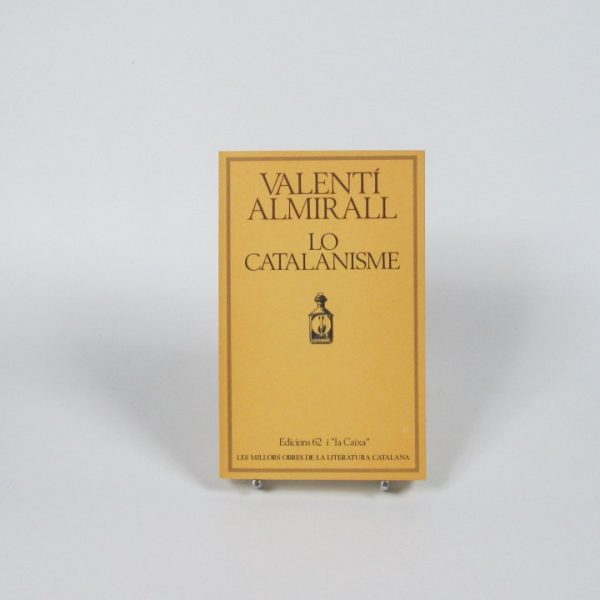 VALENTÍ
ALMIRALL
LO
CATALANISME
Edicions 62 i "la Caixa"
LES MILLORS OBRES DE LA LITERATURA CATALANA